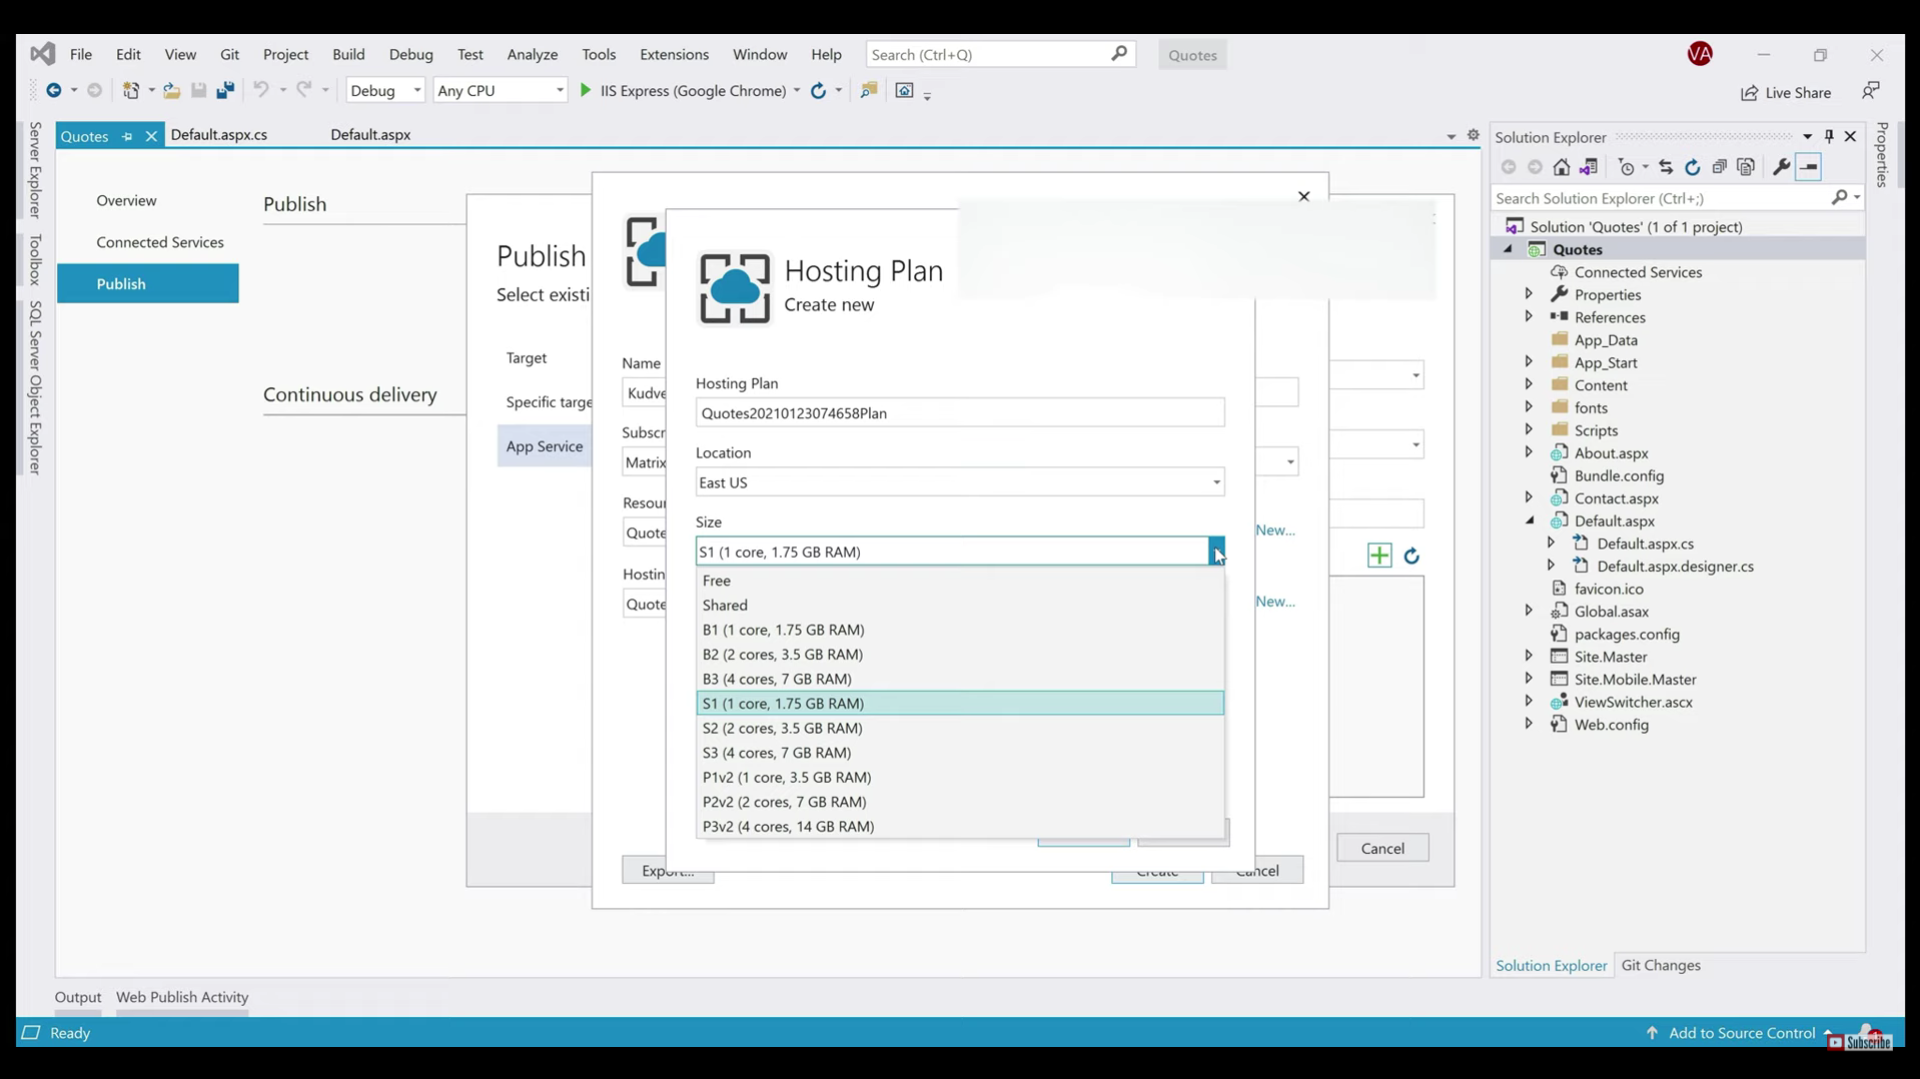 File Edit View Git Project Build Debug Test Analyze Tools Extensions Window Help Search (Ctrl+Q) Quotes VA
Debug Any CPU IIS Express (Google Chrome) Live Share
Server Explorer
Toolbox
SQL Server Object Explorer
Quotes Default.aspx.cs Default.aspx
Overview
Connected Services
Publish
Publish
Continuous delivery
Publish
Select existi
Target
Specific targe
App Service
Name
Kudve
Subscr
Matrix
Resour
Quote
New...
Hostin
Quote
New...
Hosting Plan
Create new
Hosting Plan
Quotes20210123074658Plan
Location
East US
Size
S1 (1 core, 1.75 GB RAM)
Free
Shared
B1 (1 core, 1.75 GB RAM)
B2 (2 cores, 3.5 GB RAM)
B3 (4 cores, 7 GB RAM)
S1 (1 core, 1.75 GB RAM)
S2 (2 cores, 3.5 GB RAM)
S3 (4 cores, 7 GB RAM)
P1v2 (1 core, 3.5 GB RAM)
P2v2 (2 cores, 7 GB RAM)
P3v2 (4 cores, 14 GB RAM)
Export... Create Cancel
Cancel
Solution Explorer
Search Solution Explorer (Ctrl+;)
Solution 'Quotes' (1 of 1 project)
Quotes
Connected Services
Properties
References
App_Data
App_Start
Content
fonts
Scripts
About.aspx
Bundle.config
Contact.aspx
Default.aspx
Default.aspx.cs
Default.aspx.designer.cs
favicon.ico
Global.asax
packages.config
Site.Master
Site.Mobile.Master
ViewSwitcher.ascx
Web.config
Solution Explorer Git Changes
Properties
Output Web Publish Activity
Ready Add to Source Control
Subscribe